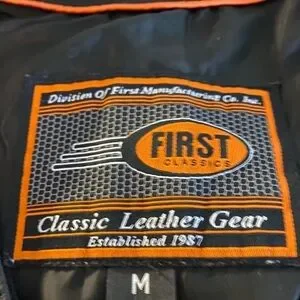 Division Of First Manufacturing Co. Inc.
FIRST
CLASSICS
Classic Leather Gear
Established 1987
M